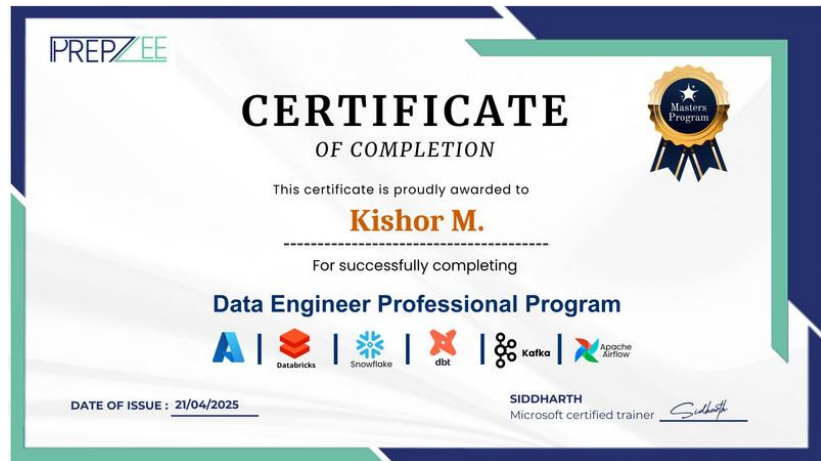 PREPZEE
CERTIFICATE
OF COMPLETION
Masters
Program
This certificate is proudly awarded to
Kishor M.
For successfully completing
Data Engineer Professional Program
Databricks
Snowflake
dbt
Kafka
Apache
Airflow
DATE OF ISSUE : 21/04/2025
SIDDHARTH
Microsoft certified trainer
Siddharth